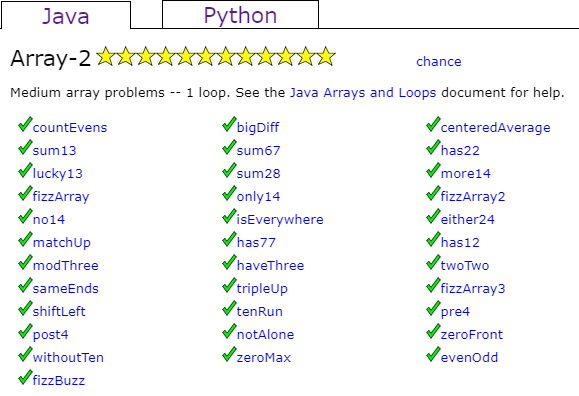 Java Python
Array-2 chance
Medium array problems -- 1 loop. See the Java Arrays and Loops document for help.
countEvens bigDiff centeredAverage
sum13 sum67 has22
lucky13 sum28 more14
fizzArray only14 fizzArray2
no14 isEverywhere either24
matchUp has77 has12
modThree haveThree twoTwo
sameEnds tripleUp fizzArray3
shiftLeft tenRun pre4
post4 notAlone zeroFront
withoutTen zeroMax evenOdd
fizzBuzz